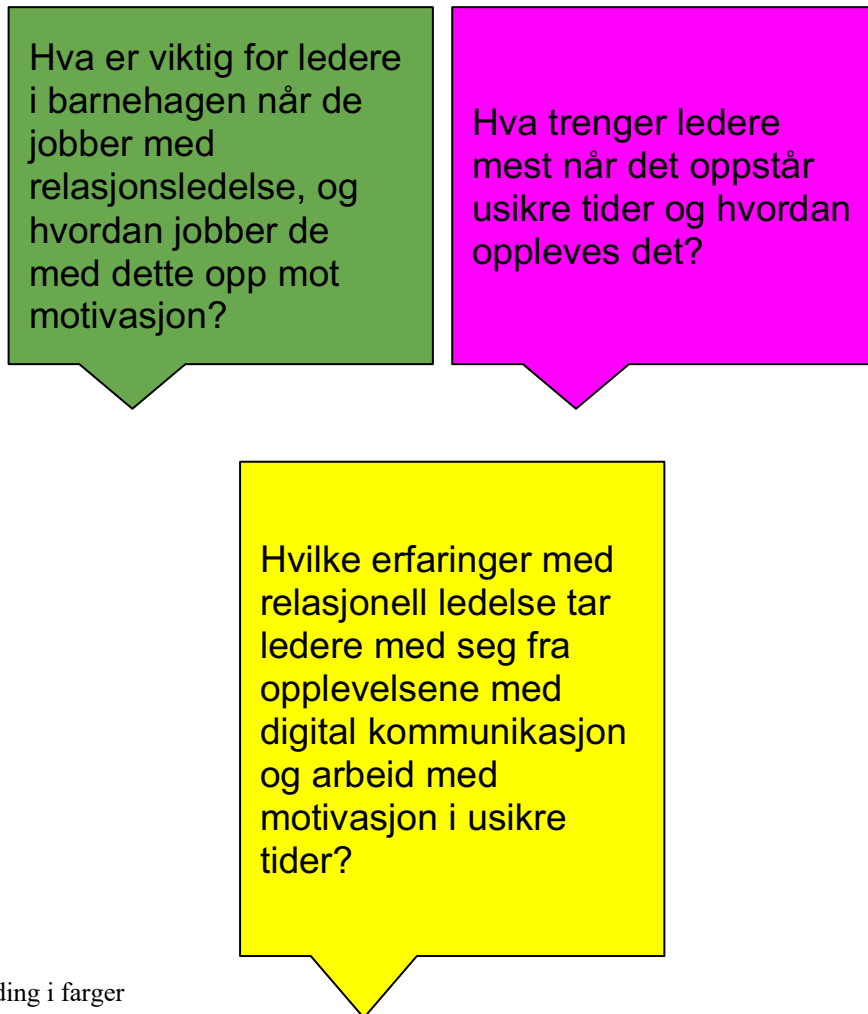 Hva er viktig for ledere
i barnehagen når de
jobber med
relasjonsledelse, og
hvordan jobber de
med dette opp mot
motivasjon?
Hva trenger ledere
mest når det oppstår
usikre tider og hvordan
oppleves det?
Hvilke erfaringer med
relasjonell ledelse tar
ledere med seg fra
opplevelsene med
digital kommunikasjon
og arbeid med
motivasjon i usikre
tider?
i farger